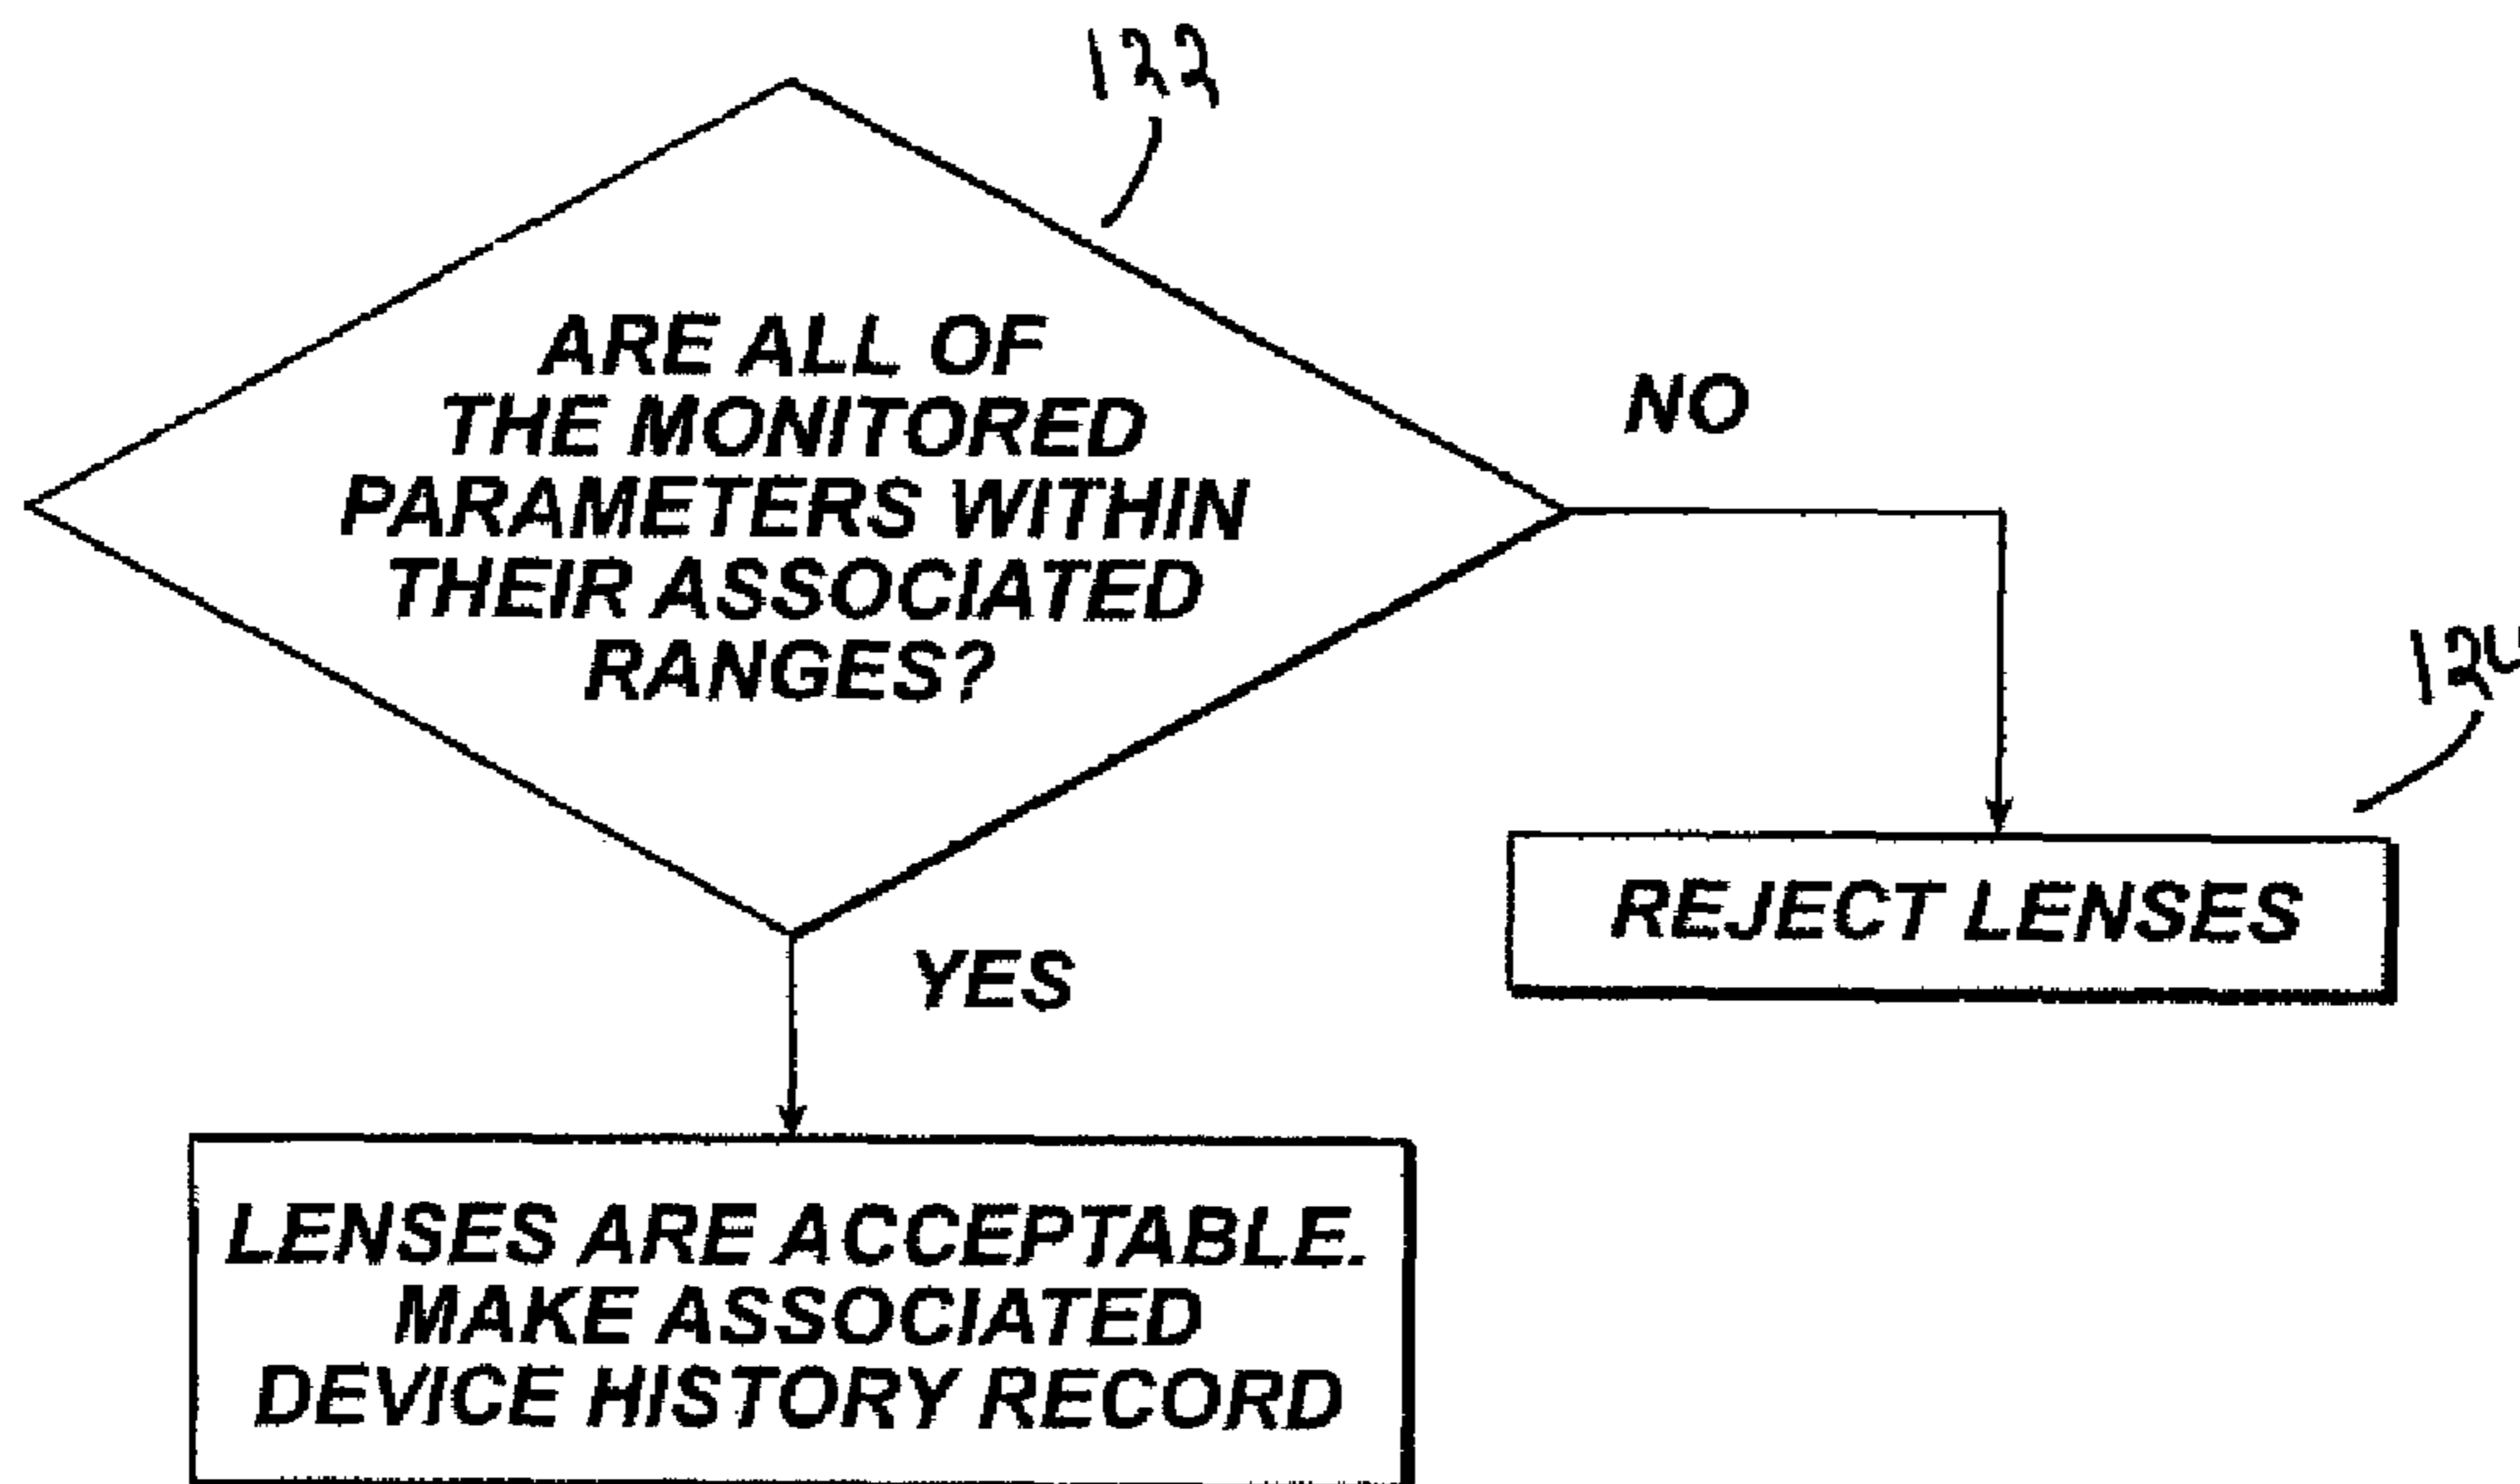 122
ARE ALL OF
THE MONITORED
PARAMETERS WITHIN
THEIR ASSOCIATED
RANGES?
NO
124
REJECT LENSES
YES
LENSES ARE ACCEPTABLE.
MAKE ASSOCIATED
DEVICE HISTORY RECORD